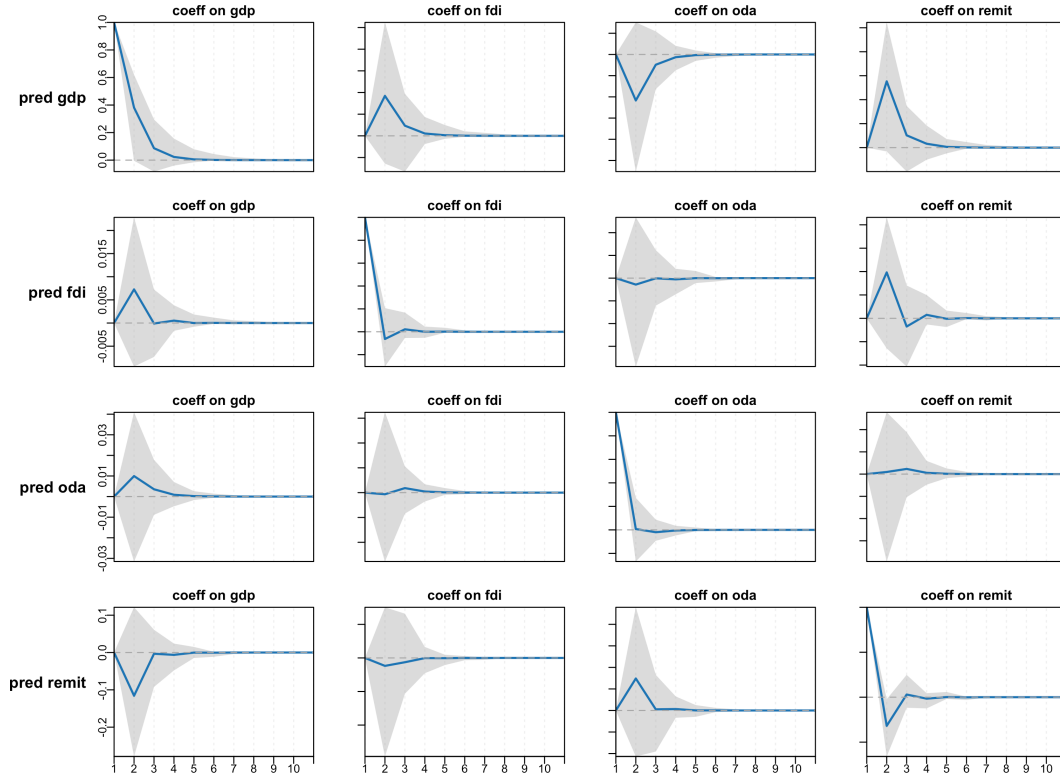 coeff on gdp coeff on fdi coeff on oda coeff on remit
pred gdp
1.0
0.8
0.6
0.4
0.2
0.0
coeff on gdp coeff on fdi coeff on oda coeff on remit
pred fdi
0.015
0.005
-0.005
coeff on gdp coeff on fdi coeff on oda coeff on remit
pred oda
0.03
0.01
-0.01
-0.03
coeff on gdp coeff on fdi coeff on oda coeff on remit
pred remit
0.1
0.0
-0.1
-0.2
1 2 3 4 5 6 7 8 9 10 1 2 3 4 5 6 7 8 9 10 1 2 3 4 5 6 7 8 9 10 1 2 3 4 5 6 7 8 9 10